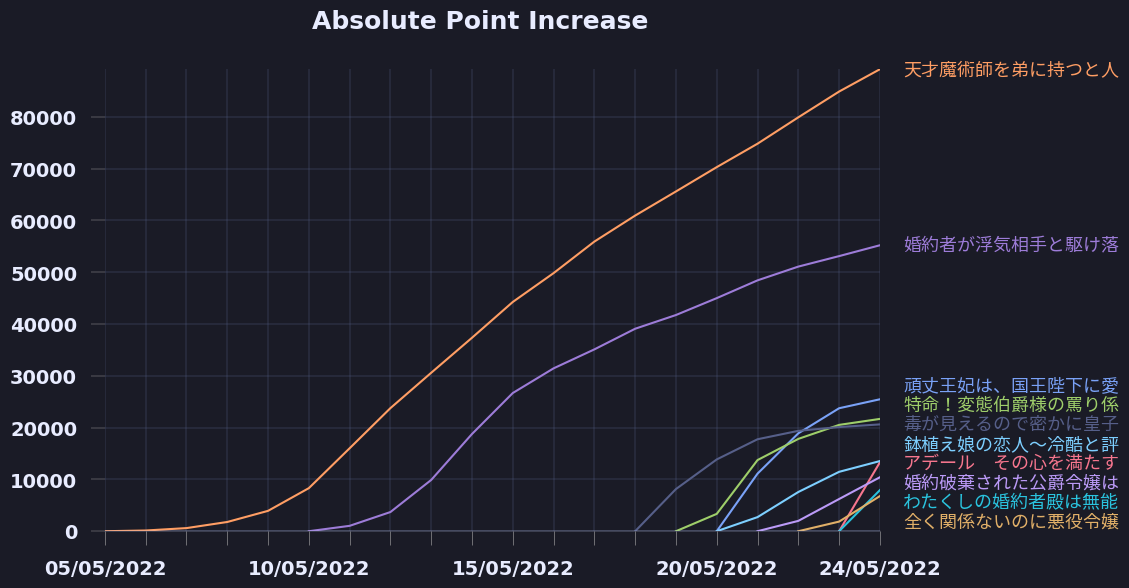 Absolute Point Increase
天才魔術師を弟に持つと人
80000
70000
60000
婚約者が浮気相手と駆け落
50000
40000
30000
頑丈王妃は、国王陛下に愛
特命！変態伯爵様の罵り係
20000
毒が見えるので密かに皇子
鉢植え娘の恋人～冷酷と評
アデール　その心を満たす
10000
婚約破棄された公爵令嬢は
わたくしの婚約者殿は無能
全く関係ないのに悪役令嬢
0
05/05/2022
10/05/2022
15/05/2022
20/05/2022
24/05/2022